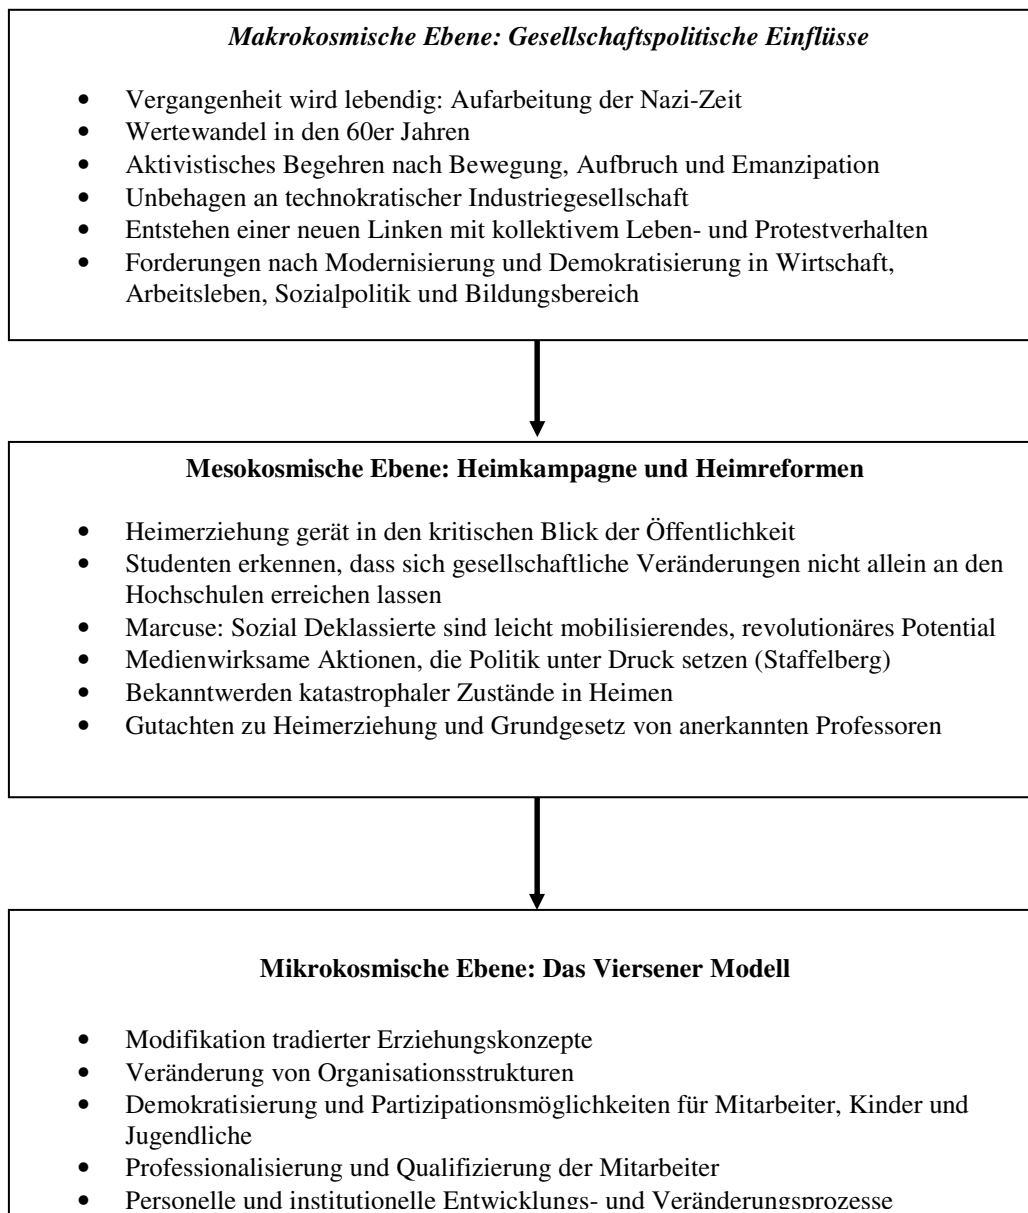 Makrokosmische Ebene: Gesellschaftspolitische Einflüsse
• Vergangenheit wird lebendig: Aufarbeitung der Nazi-Zeit
• Wertewandel in den 60er Jahren
• Aktivistisches Begehren nach Bewegung, Aufbruch und Emanzipation
• Unbehagen an technokratischer Industriegesellschaft
• Entstehen einer neuen Linken mit kollektivem Leben- und Protestverhalten
• Forderungen nach Modernisierung und Demokratisierung in Wirtschaft,
Arbeitsleben, Sozialpolitik und Bildungsbereich
Mesokosmische Ebene: Heimkampagne und Heimreformen
• Heimerziehung gerät in den kritischen Blick der Öffentlichkeit
• Studenten erkennen, dass sich gesellschaftliche Veränderungen nicht allein an den
Hochschulen erreichen lassen
• Marcuse: Sozial Deklassierte sind leicht mobilisierendes, revolutionäres Potential
• Medienwirksame Aktionen, die Politik unter Druck setzen (Staffelberg)
• Bekanntwerden katastrophaler Zustände in Heimen
• Gutachten zu Heimerziehung und Grundgesetz von anerkannten Professoren
Mikrokosmische Ebene: Das Viersener Modell
• Modifikation tradierter Erziehungskonzepte
• Veränderung von Organisationsstrukturen
• Demokratisierung und Partizipationsmöglichkeiten für Mitarbeiter, Kinder und
Jugendliche
• Professionalisierung und Qualifizierung der Mitarbeiter
• Personelle und institutionelle Entwicklungs- und Veränderungsprozesse